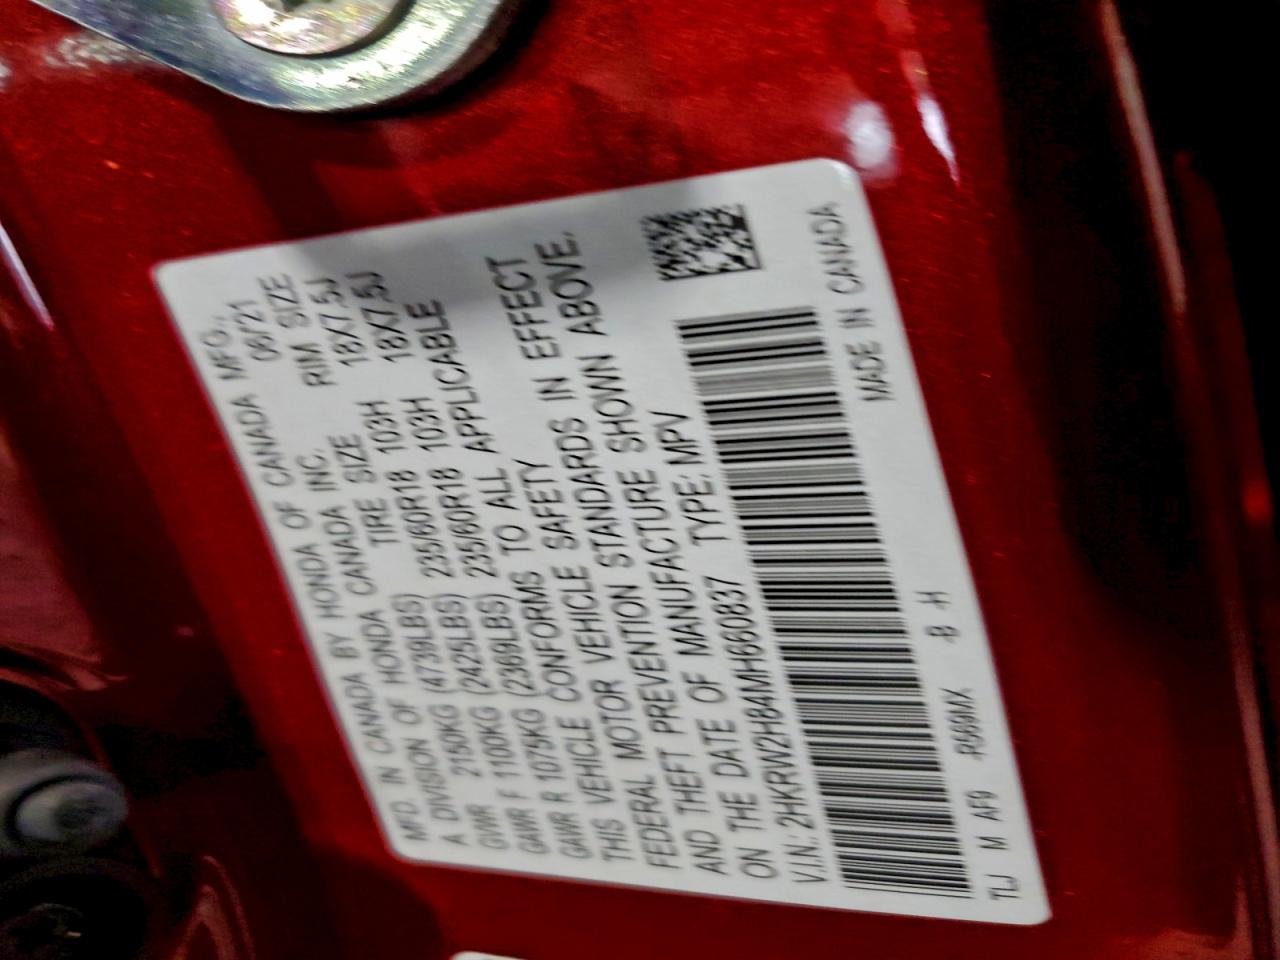 MFD. IN CANADA BY HONDA OF CANADA MFG.,
A DIVISION OF HONDA CANADA INC. 06/21
GVWR 2150KG (4739LBS) TIRE SIZE RIM SIZE
GAWR F 1100KG (2425LBS) 235/60R18 103H 18X7.5J
GAWR R 1075KG (2369LBS) 235/60R18 103H 18X7.5J
THIS VEHICLE CONFORMS TO ALL APPLICABLE
FEDERAL MOTOR VEHICLE SAFETY
AND THEFT PREVENTION STANDARDS IN EFFECT
ON THE DATE OF MANUFACTURE SHOWN ABOVE.
V.I.N.: 2HKRW2H84MH660837 TYPE: MPV
TLJ M AF9 -R569MX -B -H MADE IN CANADA